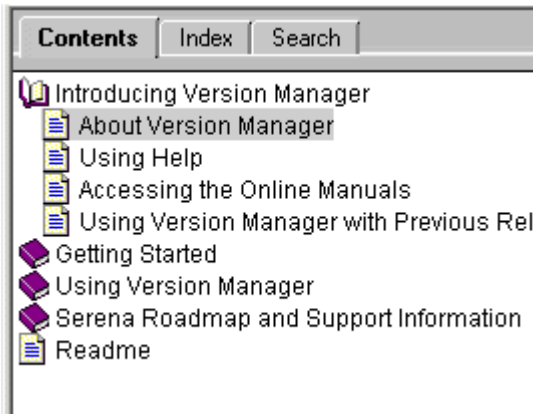 Contents Index Search
Introducing Version Manager
About Version Manager
Using Help
Accessing the Online Manuals
Using Version Manager with Previous Rel
Getting Started
Using Version Manager
Serena Roadmap and Support Information
Readme